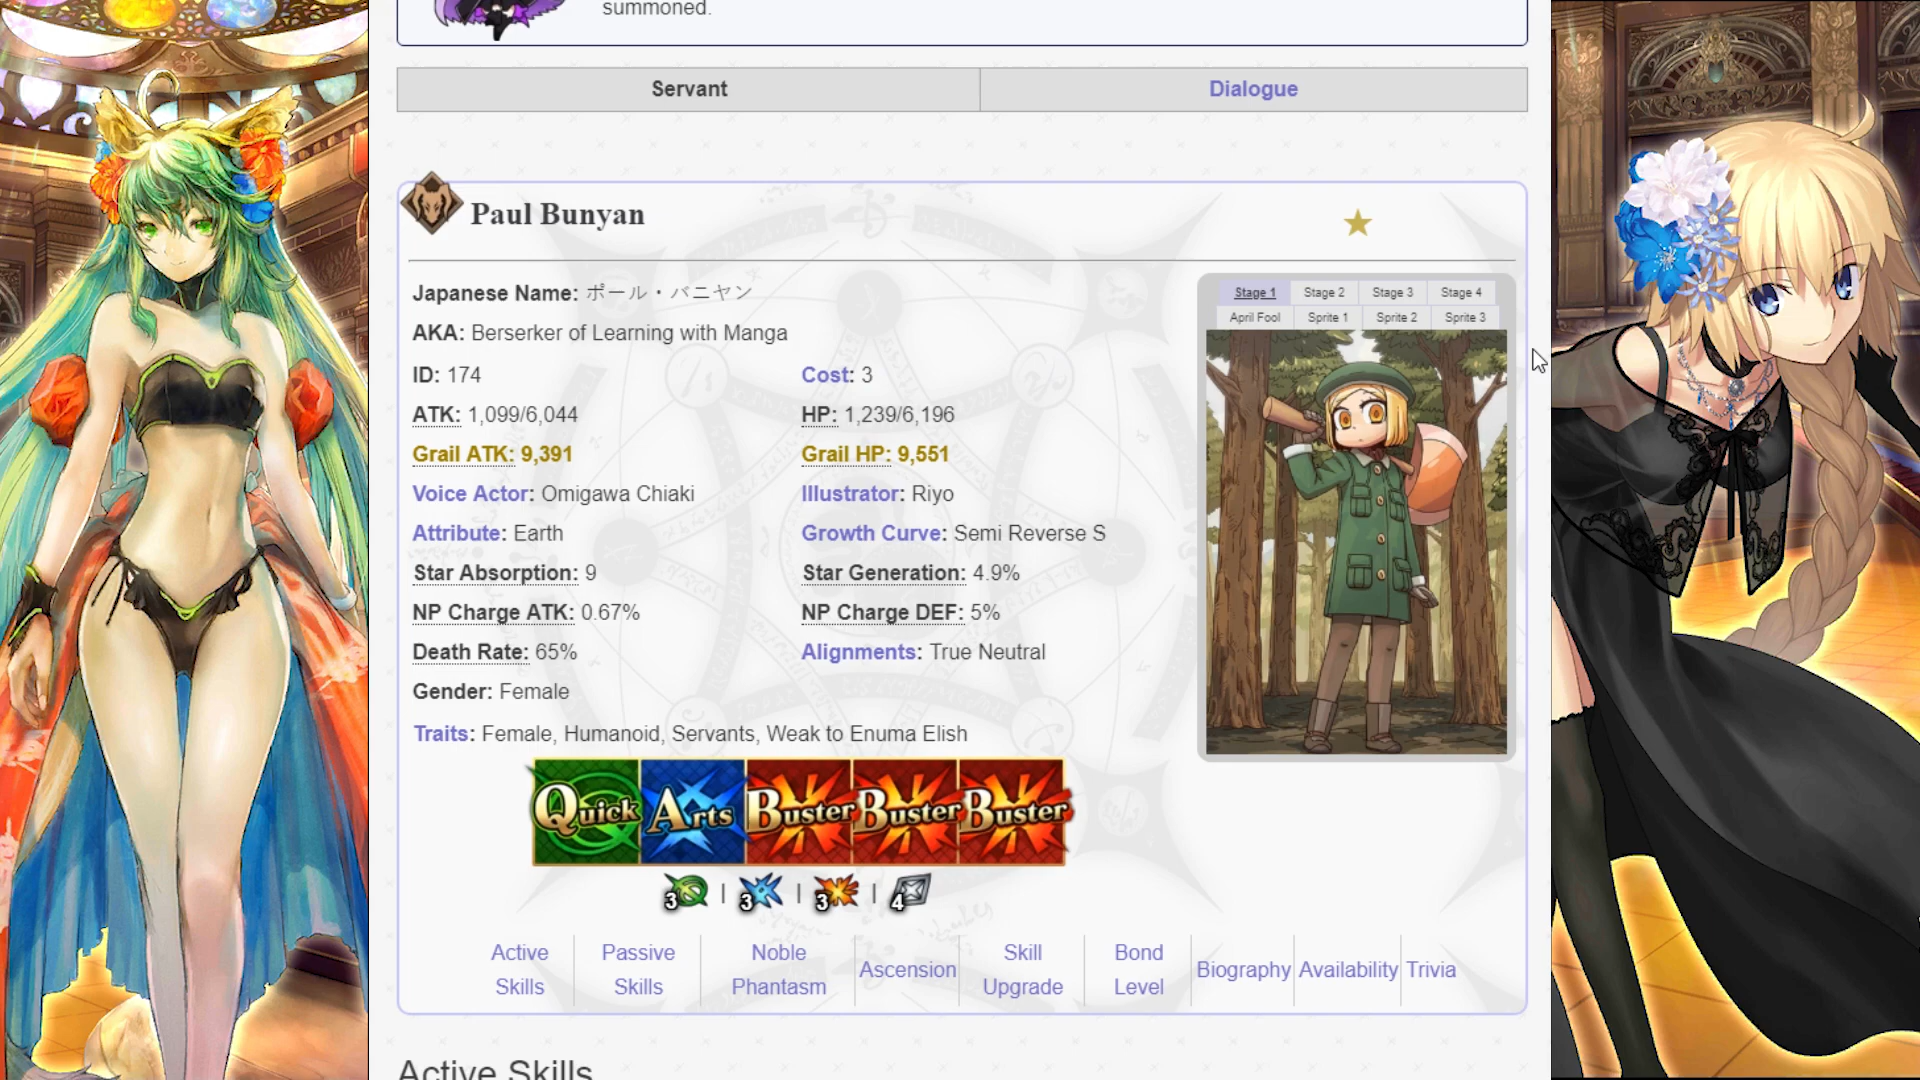 summoned.
Servant
Dialogue
Paul Bunyan
Japanese Name: ポール・バニヤン
AKA: Berserker of Learning with Manga
ID: 174
Cost: 3
ATK: 1,099/6,044
HP: 1,239/6,196
Grail ATK: 9,391
Grail HP: 9,551
Voice Actor: Omigawa Chiaki
Illustrator: Riyo
Attribute: Earth
Growth Curve: Semi Reverse S
Star Absorption: 9
Star Generation: 4.9%
NP Charge ATK: 0.67%
NP Charge DEF: 5%
Death Rate: 65%
Alignments: True Neutral
Gender: Female
Traits: Female, Humanoid, Servants, Weak to Enuma Elish
Stage 1 Stage 2 Stage 3 Stage 4
April Fool Sprite 1 Sprite 2 Sprite 3
Quick Arts Buster Buster Buster
3 | 3 | 3 | 4
Active
Skills
Passive
Skills
Noble
Phantasm
Ascension
Skill
Upgrade
Bond
Level
Biography
Availability
Trivia
Active Skills